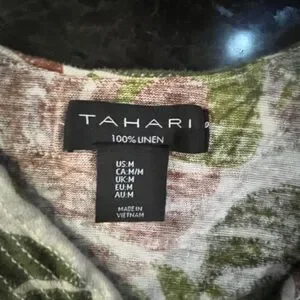 TAHARI
100% LINEN
US:M
CA:M/M
UK:M
EU:M
AU:M
MADE IN
VIETNAM